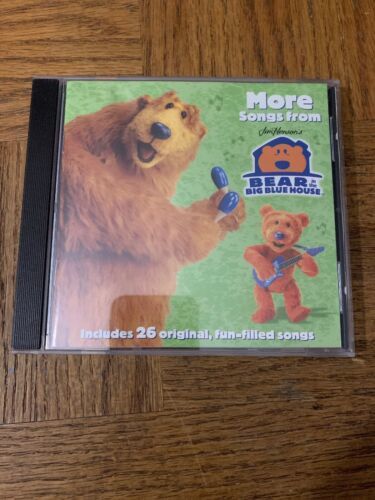 More
Songs from
Jim Henson's
BEAR in the
BIG BLUE HOUSE
Includes 26 original, fun-filled songs